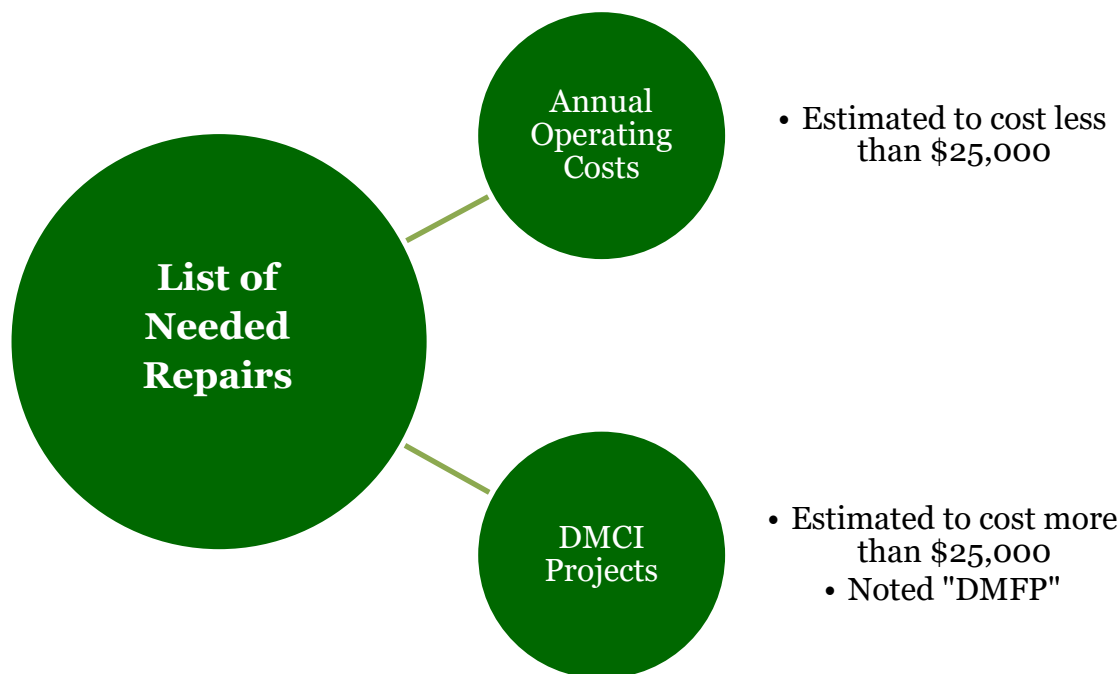 List of
Needed
Repairs
Annual
Operating
Costs
• Estimated to cost less
than $25,000
DMCI
Projects
• Estimated to cost more
than $25,000
• Noted "DMFP"